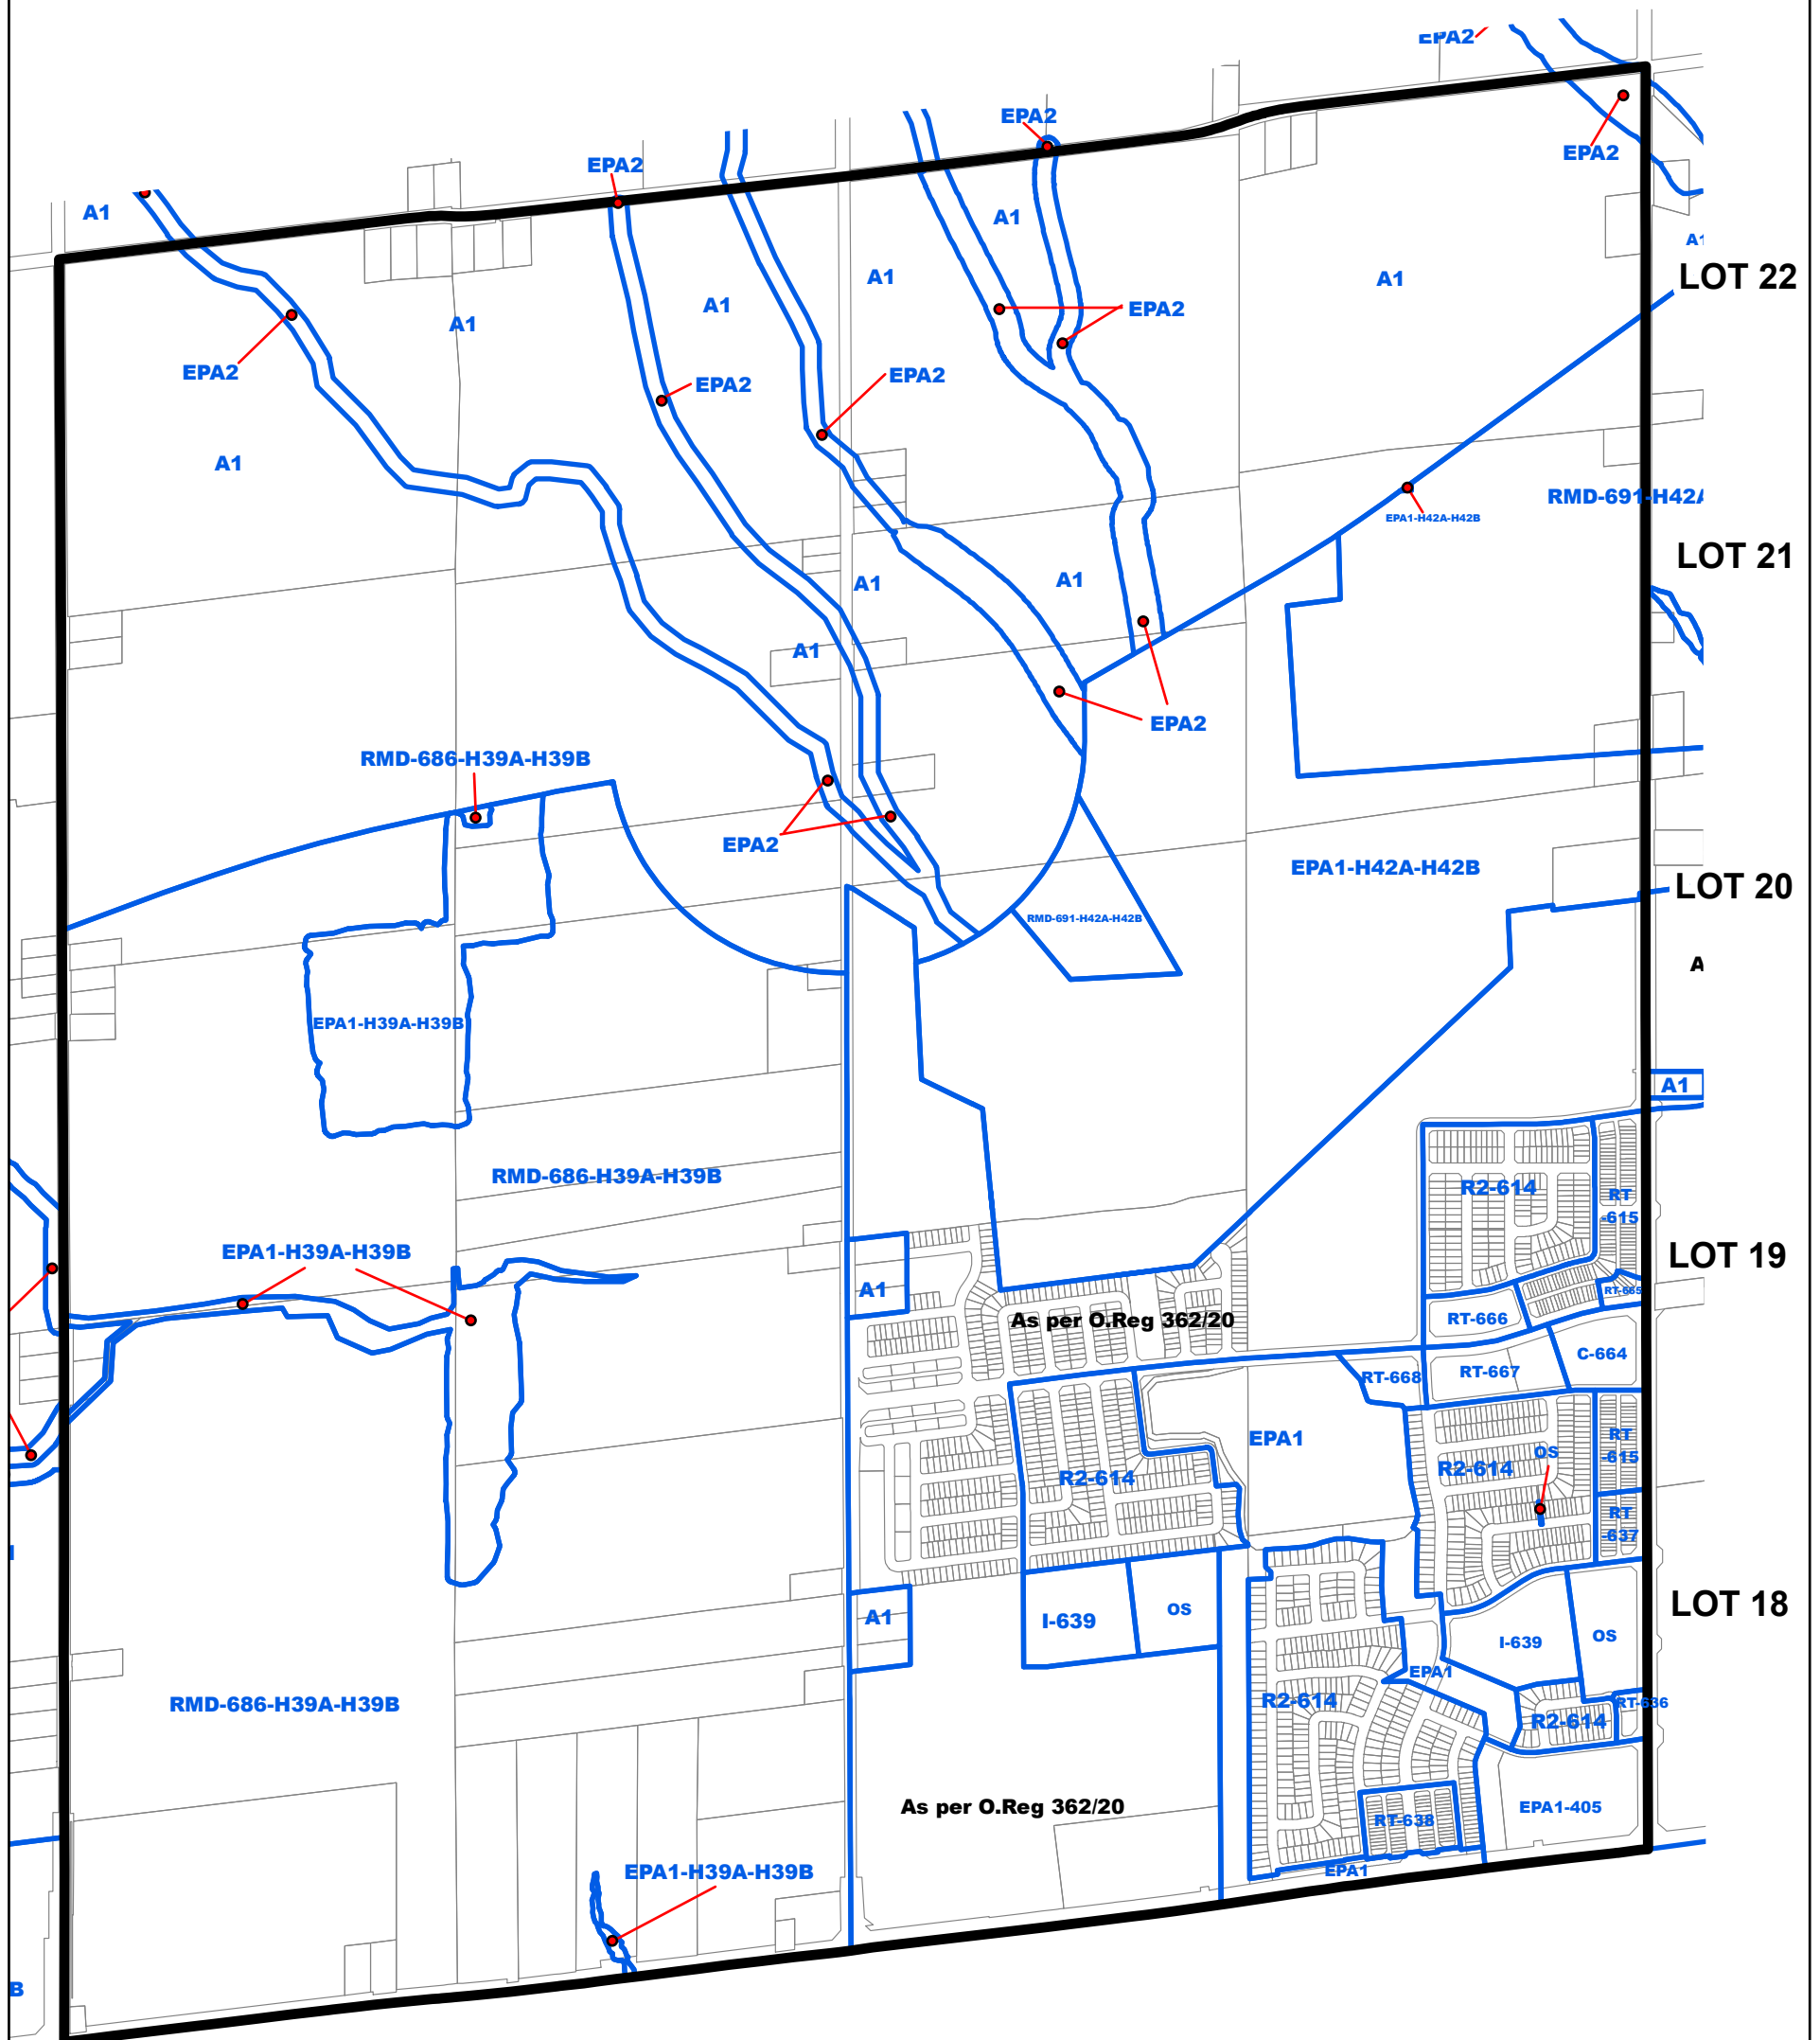 EPA2
EPA2
EPA2
EPA2
A1
A1
A1
LOT 22
A1
A1
A1
EPA2
A1
EPA2
EPA2
EPA2
A1
RMD-691-H42A
EPA1-H42A-H42B
LOT 21
A1
A1
A1
EPA2
RMD-686-H39A-H39B
EPA2
EPA1-H42A-H42B
LOT 20
RMD-691-H42A-H42B
A
EPA1-H39A-H39B
A1
RMD-686-H39A-H39B
R2-614
RT
-615
EPA1-H39A-H39B
LOT 19
A1
RT-665
As per O.Reg 362/20
RT-666
C-664
RT-667
RT-668
EPA1
RT
-615
OS
R2-614
R2-614
RT
-637
LOT 18
OS
A1
I-639
I-639
OS
EPA1
R2-614
RMD-686-H39A-H39B
RT-636
R2-614
As per O.Reg 362/20
EPA1-405
RT-638
EPA1-H39A-H39B
EPA1
B